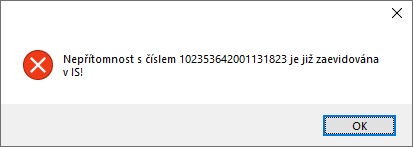 Nepřítomnost s číslem 102353642001131823 je již zaevidována
v IS!
OK